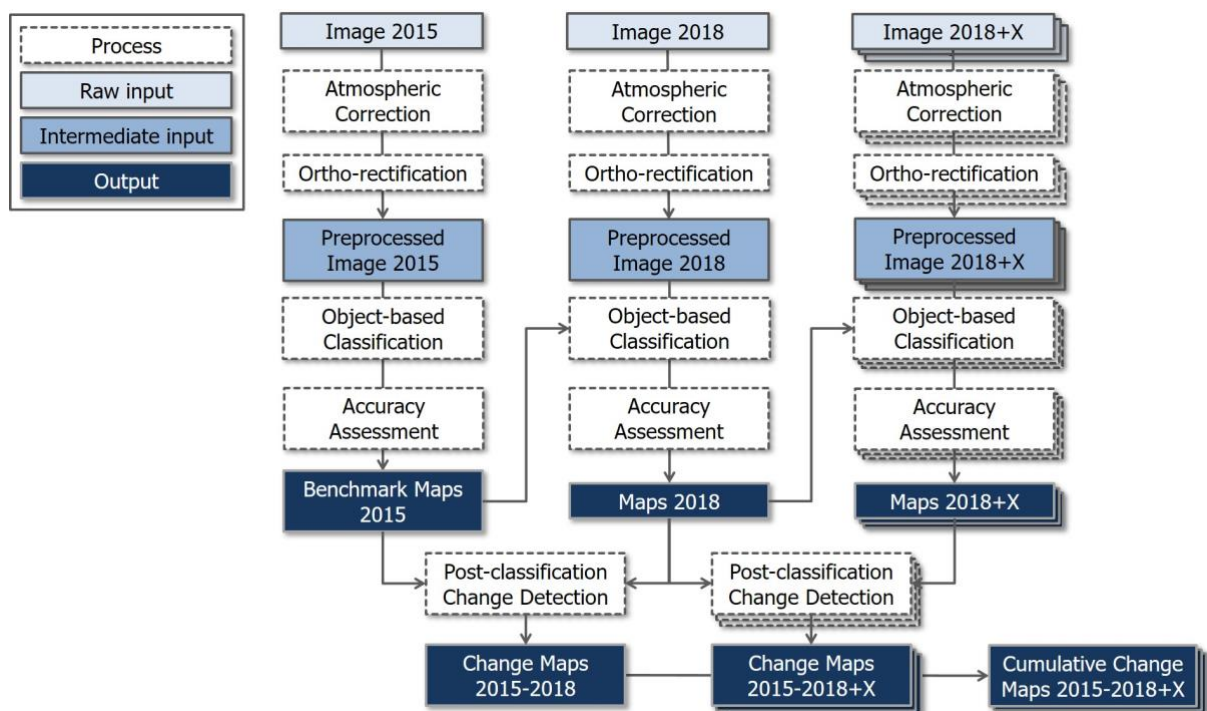 Process
Raw input
Intermediate input
Output
Image 2015
Atmospheric
Correction
Ortho-rectification
Preprocessed
Image 2015
Object-based
Classification
Accuracy
Assessment
Benchmark Maps
2015
Image 2018
Atmospheric
Correction
Ortho-rectification
Preprocessed
Image 2018
Object-based
Classification
Accuracy
Assessment
Maps 2018
Image 2018+X
Atmospheric
Correction
Ortho-rectification
Preprocessed
Image 2018+X
Object-based
Classification
Accuracy
Assessment
Maps 2018+X
Post-classification
Change Detection
Post-classification
Change Detection
Change Maps
2015-2018
Change Maps
2015-2018+X
Cumulative Change
Maps 2015-2018+X